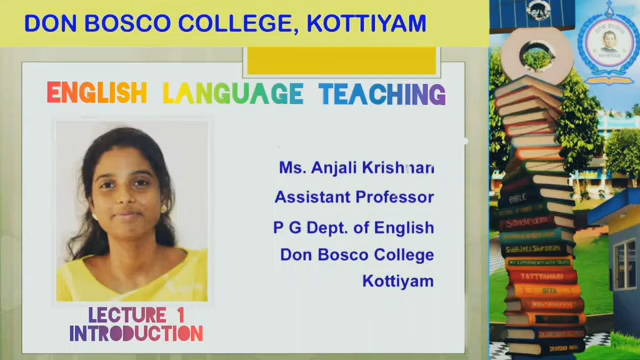 DON BOSCO COLLEGE, KOTTIYAM
ENGLISH LANGUAGE TEACHING
Ms. Anjali Krishnan
Assistant Professor
P G Dept. of English
Don Bosco College
Kottiyam
LECTURE 1
INTRODUCTION
BIBLE